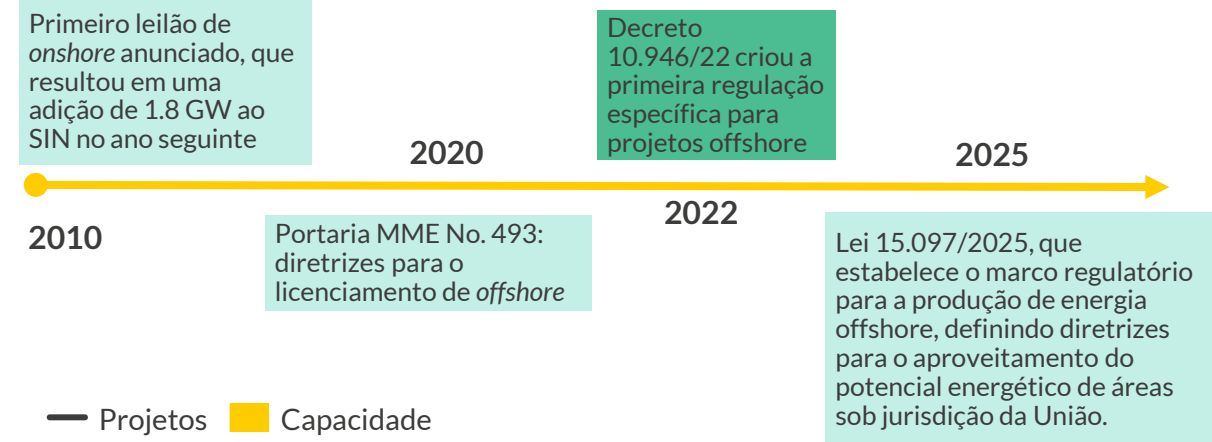 Primeiro leilão de
onshore anunciado, que
resultou em uma
adição de 1.8 GW ao
SIN no ano seguinte
2010
2020
Portaria MME No. 493:
diretrizes para o
licenciamento de offshore
Decreto
10.946/22 criou a
primeira regulação
específica para
projetos offshore
2022
2025
Lei 15.097/2025, que
estabelece o marco regulatório
para a produção de energia
offshore, definindo diretrizes
para o aproveitamento do
potencial energético de áreas
sob jurisdição da União.
Projetos
Capacidade